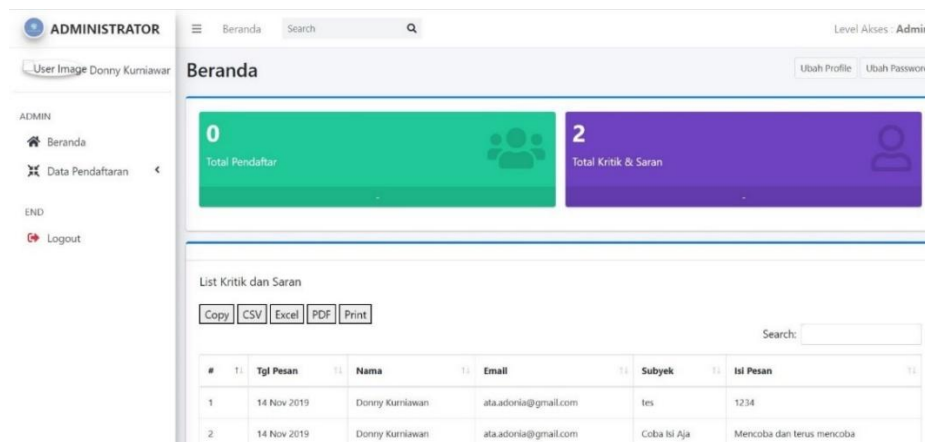 ADMINISTRATOR
Beranda
Search
Level Akses : Admin
User Image Donny Kurniawan
Beranda
Ubah Profile
Ubah Password
ADMIN
Beranda
Data Pendaftaran
END
Logout
0
Total Pendaftar
-
2
Total Kritik & Saran
-
List Kritik dan Saran
Copy CSV Excel PDF Print
Search:
# Tgl Pesan Nama Email Subyek Isi Pesan
1 14 Nov 2019 Donny Kurniawan ata.adonia@gmail.com tes 1234
2 14 Nov 2019 Donny Kurniawan ata.adonia@gmail.com Coba Isi Aja Mencoba dan terus mencoba